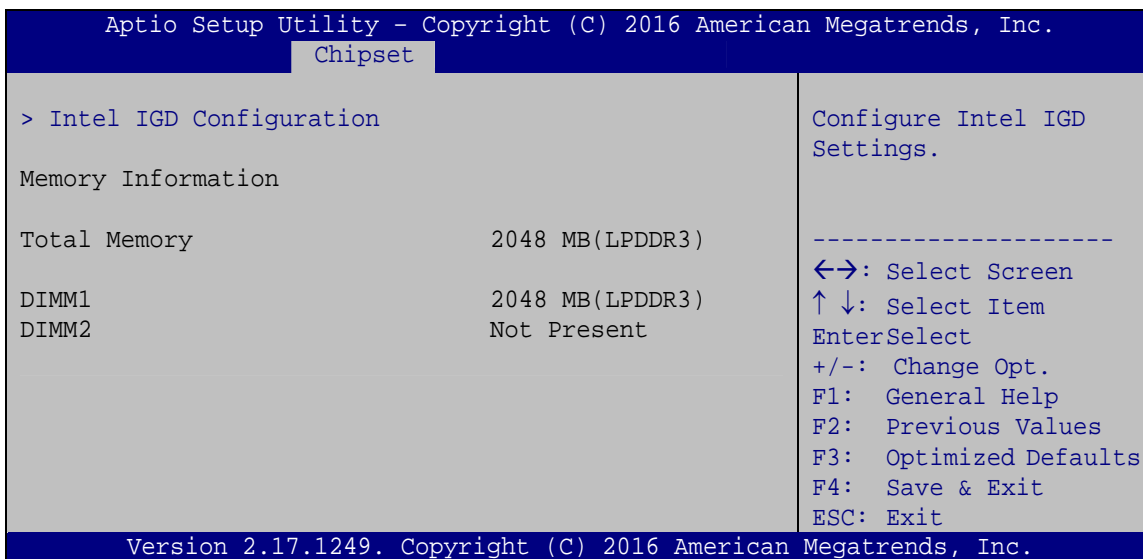 Aptio Setup Utility – Copyright (C) 2016 American Megatrends, Inc.
Chipset
> Intel IGD Configuration
Memory Information
Total Memory 2048 MB(LPDDR3)
DIMM1 2048 MB(LPDDR3)
DIMM2 Not Present
Configure Intel IGD
Settings.
---------------------
←→: Select Screen
↑ ↓: Select Item
EnterSelect
+/-: Change Opt.
F1: General Help
F2: Previous Values
F3: Optimized Defaults
F4: Save & Exit
ESC: Exit
Version 2.17.1249. Copyright (C) 2016 American Megatrends, Inc.